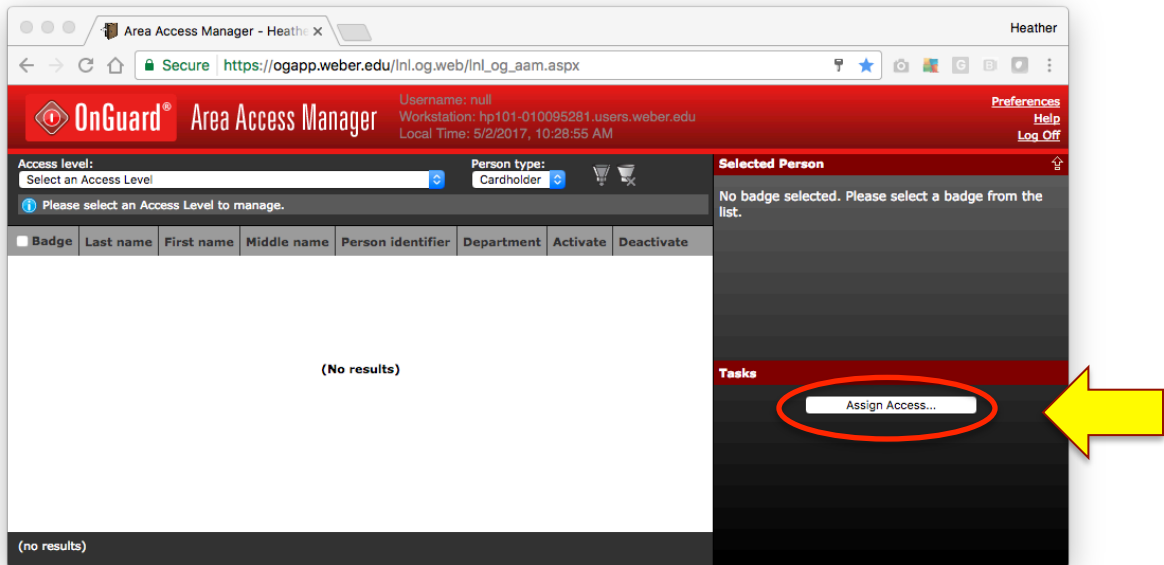 Area Access Manager - Heathe
Heather
Secure https://ogapp.weber.edu/lnl.og.web/lnl_og_aam.aspx
OnGuard® Area Access Manager
Username: null
Workstation: hp101-010095281.users.weber.edu
Local Time: 5/2/2017, 10:28:55 AM
Preferences
Help
Log Off
Access level:
Select an Access Level
Person type:
Cardholder
Please select an Access Level to manage.
Badge Last name First name Middle name Person identifier Department Activate Deactivate
(No results)
(no results)
Selected Person
No badge selected. Please select a badge from the
list.
Tasks
Assign Access...